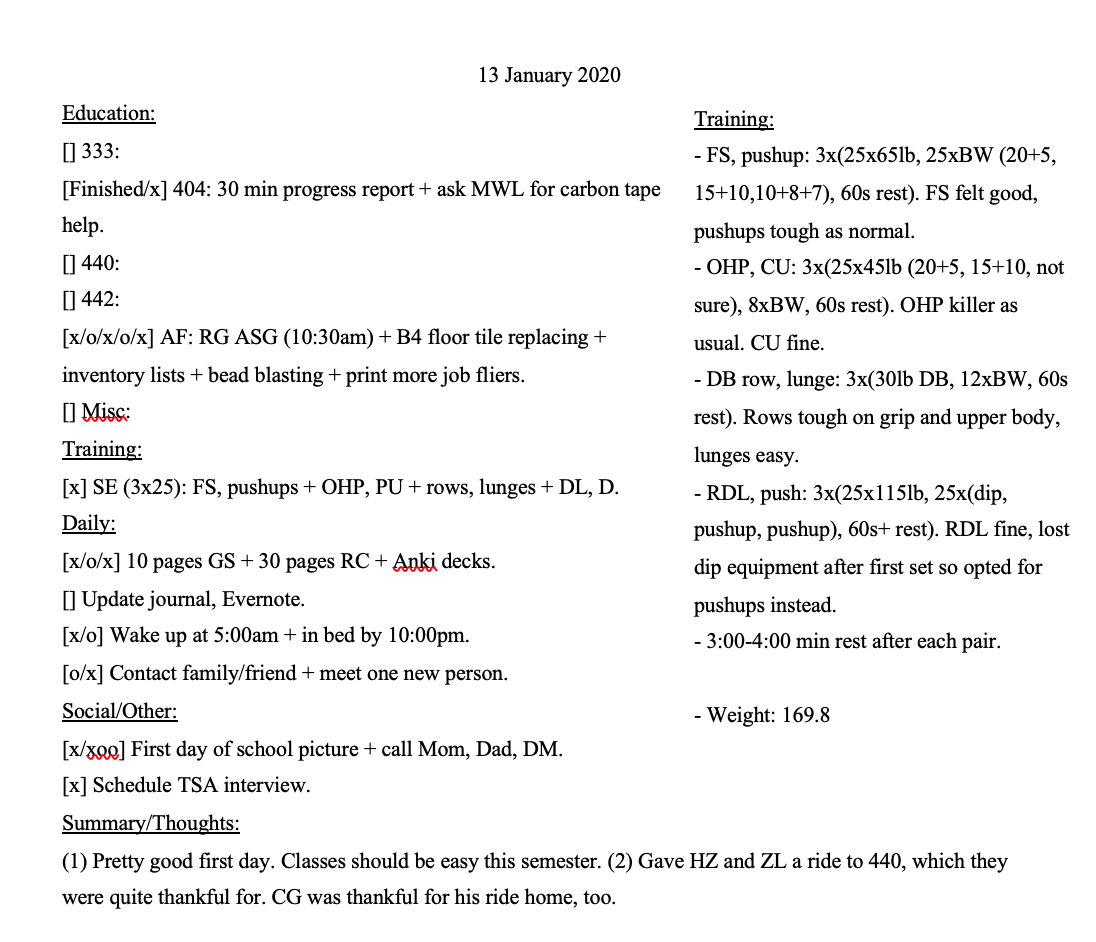 13 January 2020
Education:
[] 333:
[Finished/x] 404: 30 min progress report + ask MWL for carbon tape
help.
[] 440:
[] 442:
[x/o/x/o/x] AF: RG ASG (10:30am) + B4 floor tile replacing +
inventory lists + bead blasting + print more job fliers.
[] Misc:
Training:
[x] SE (3x25): FS, pushups + OHP, PU + rows, lunges + DL, D.
Daily:
[x/o/x] 10 pages GS + 30 pages RC + Anki decks.
[] Update journal, Evernote.
[x/o] Wake up at 5:00am + in bed by 10:00pm.
[o/x] Contact family/friend + meet one new person.
Social/Other:
[x/xoo] First day of school picture + call Mom, Dad, DM.
[x] Schedule TSA interview.
Summary/Thoughts:
(1) Pretty good first day. Classes should be easy this semester. (2) Gave HZ and ZL a ride to 440, which they
were quite thankful for. CG was thankful for his ride home, too.
Training:
- FS, pushup: 3x(25x65lb, 25xBW (20+5,
15+10,10+8+7), 60s rest). FS felt good,
pushups tough as normal.
- OHP, CU: 3x(25x45lb (20+5, 15+10, not
sure), 8xBW, 60s rest). OHP killer as
usual. CU fine.
- DB row, lunge: 3x(30lb DB, 12xBW, 60s
rest). Rows tough on grip and upper body,
lunges easy.
- RDL, push: 3x(25x115lb, 25x(dip,
pushup, pushup), 60s+ rest). RDL fine, lost
dip equipment after first set so opted for
pushups instead.
- 3:00-4:00 min rest after each pair.
- Weight: 169.8